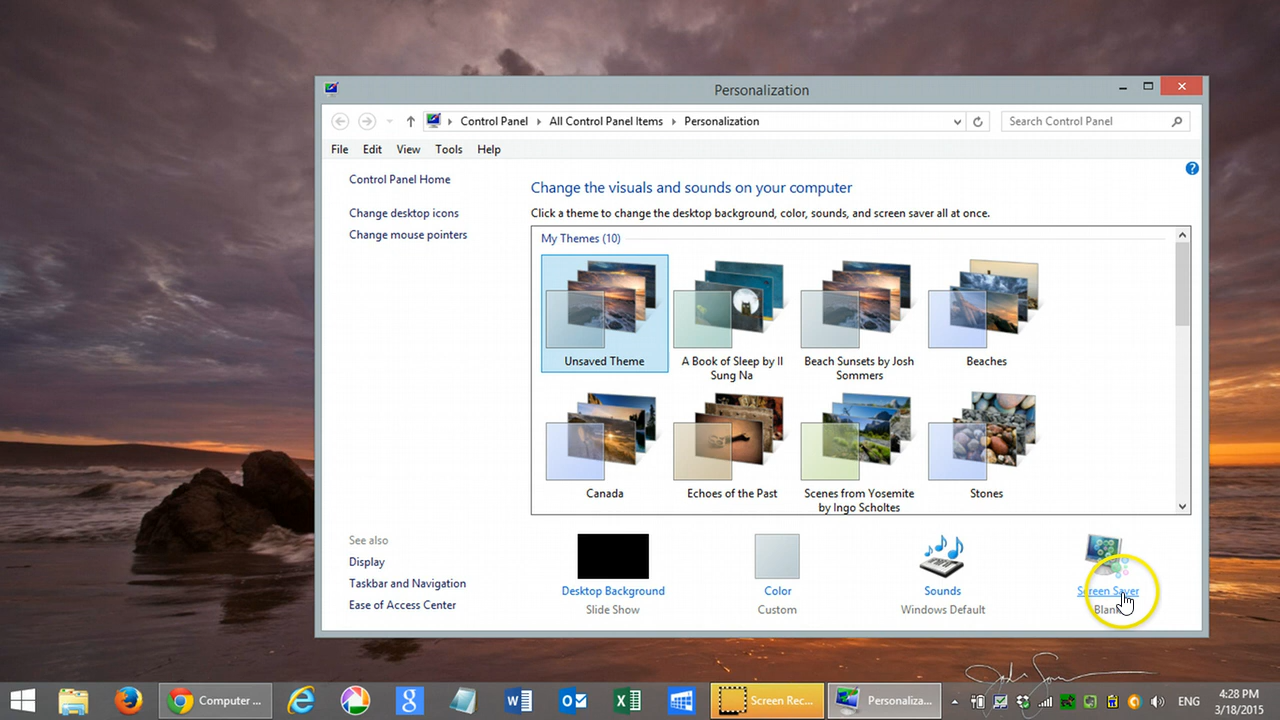 Personalization
Control Panel
All Control Panel Items
Personalization
Search Control Panel
File Edit View Tools Help
Control Panel Home
Change desktop icons
Change mouse pointers
Change the visuals and sounds on your computer
Click a theme to change the desktop background, color, sounds, and screen saver all at once.
My Themes (10)
Unsaved Theme
A Book of Sleep by Il
Sung Na
Beach Sunsets by Josh
Sommers
Beaches
Canada
Echoes of the Past
Scenes from Yosemite
by Ingo Scholtes
Stones
See also
Display
Taskbar and Navigation
Ease of Access Center
Desktop Background
Slide Show
Color
Custom
Sounds
Windows Default
Screen Saver
Blank
Computer ...
Screen Rec...
Personaliza...
ENG
4:28 PM
3/18/2015